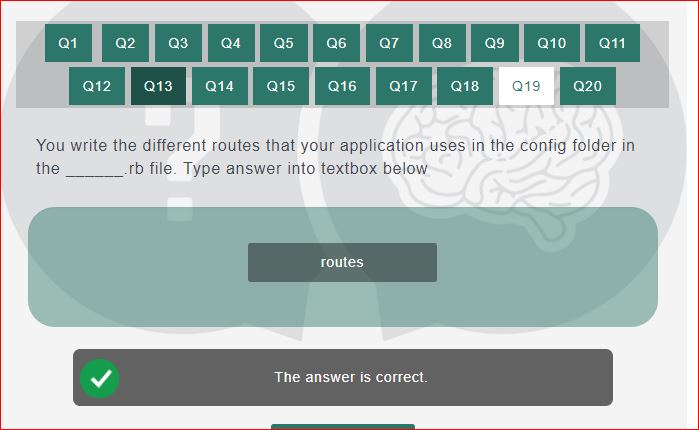 Q1 Q2 Q3 Q4 Q5 Q6 Q7 Q8 Q9 Q10 Q11
Q12 Q13 Q14 Q15 Q16 Q17 Q18 Q19 Q20
You write the different routes that your application uses in the config folder in
the ______.rb file. Type answer into textbox below
routes
The answer is correct.